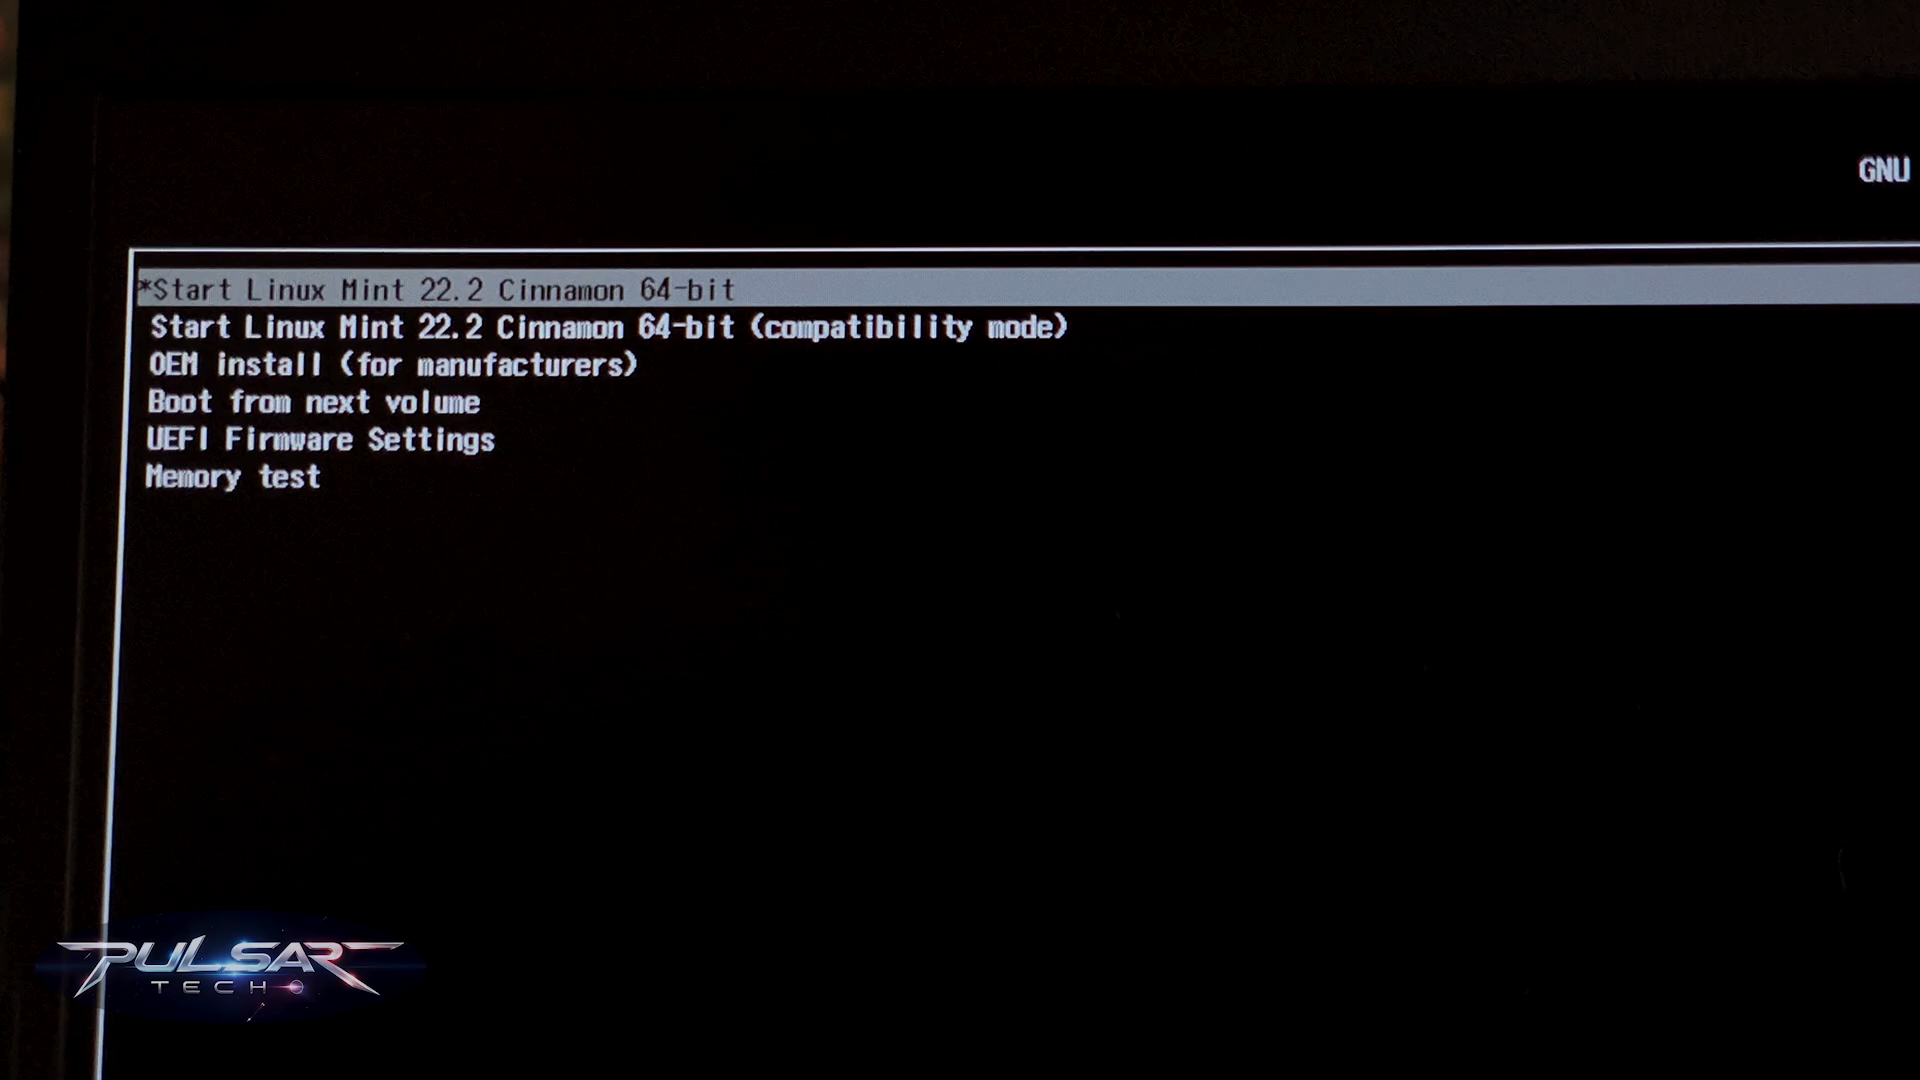 GNU
*Start Linux Mint 22.2 Cinnamon 64-bit
Start Linux Mint 22.2 Cinnamon 64-bit (compatibility mode)
OEM install (for manufacturers)
Boot from next volume
UEFI Firmware Settings
Memory test
PULSAR
TECH